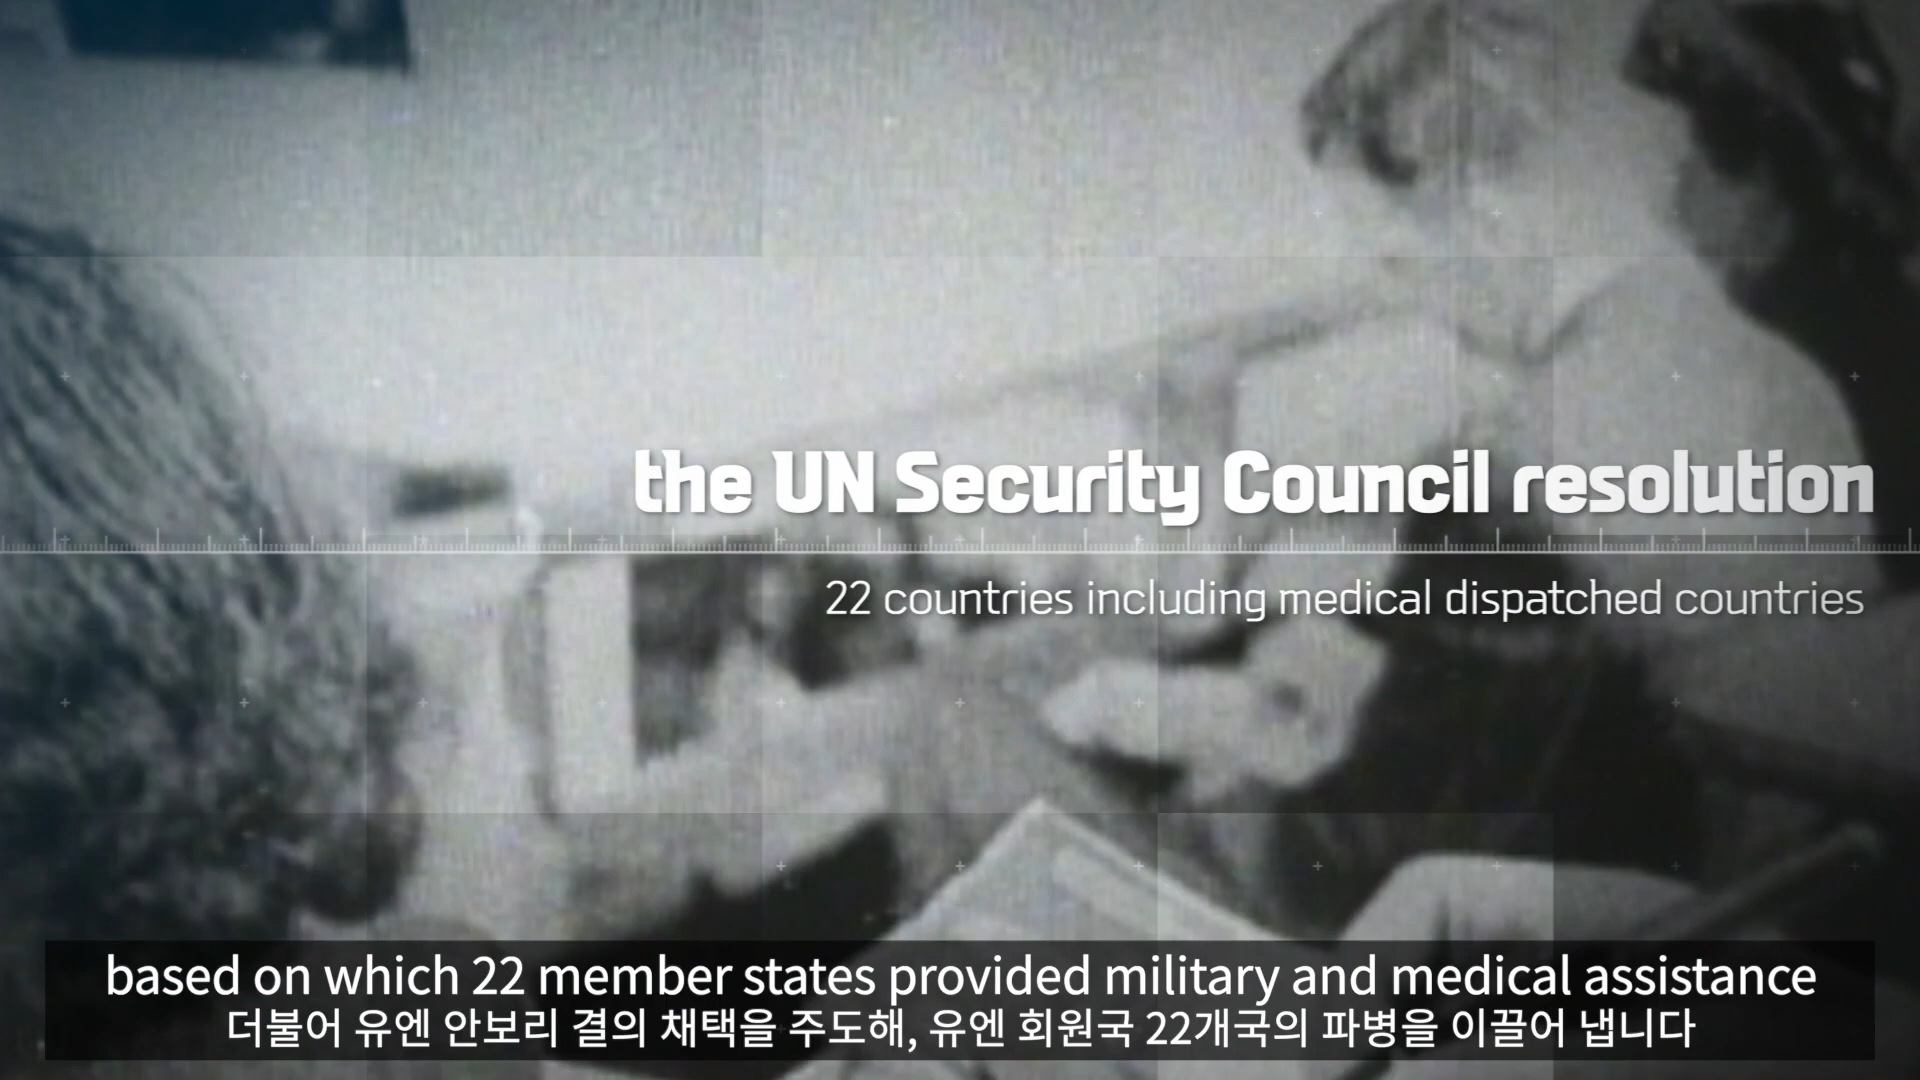 the UN Security Council resolution
22 countries including medical dispatched countries
based on which 22 member states provided military and medical assistance
더불어 유엔 안보리 결의 채택을 주도해, 유엔 회원국 22개국의 파병을 이끌어 냅니다